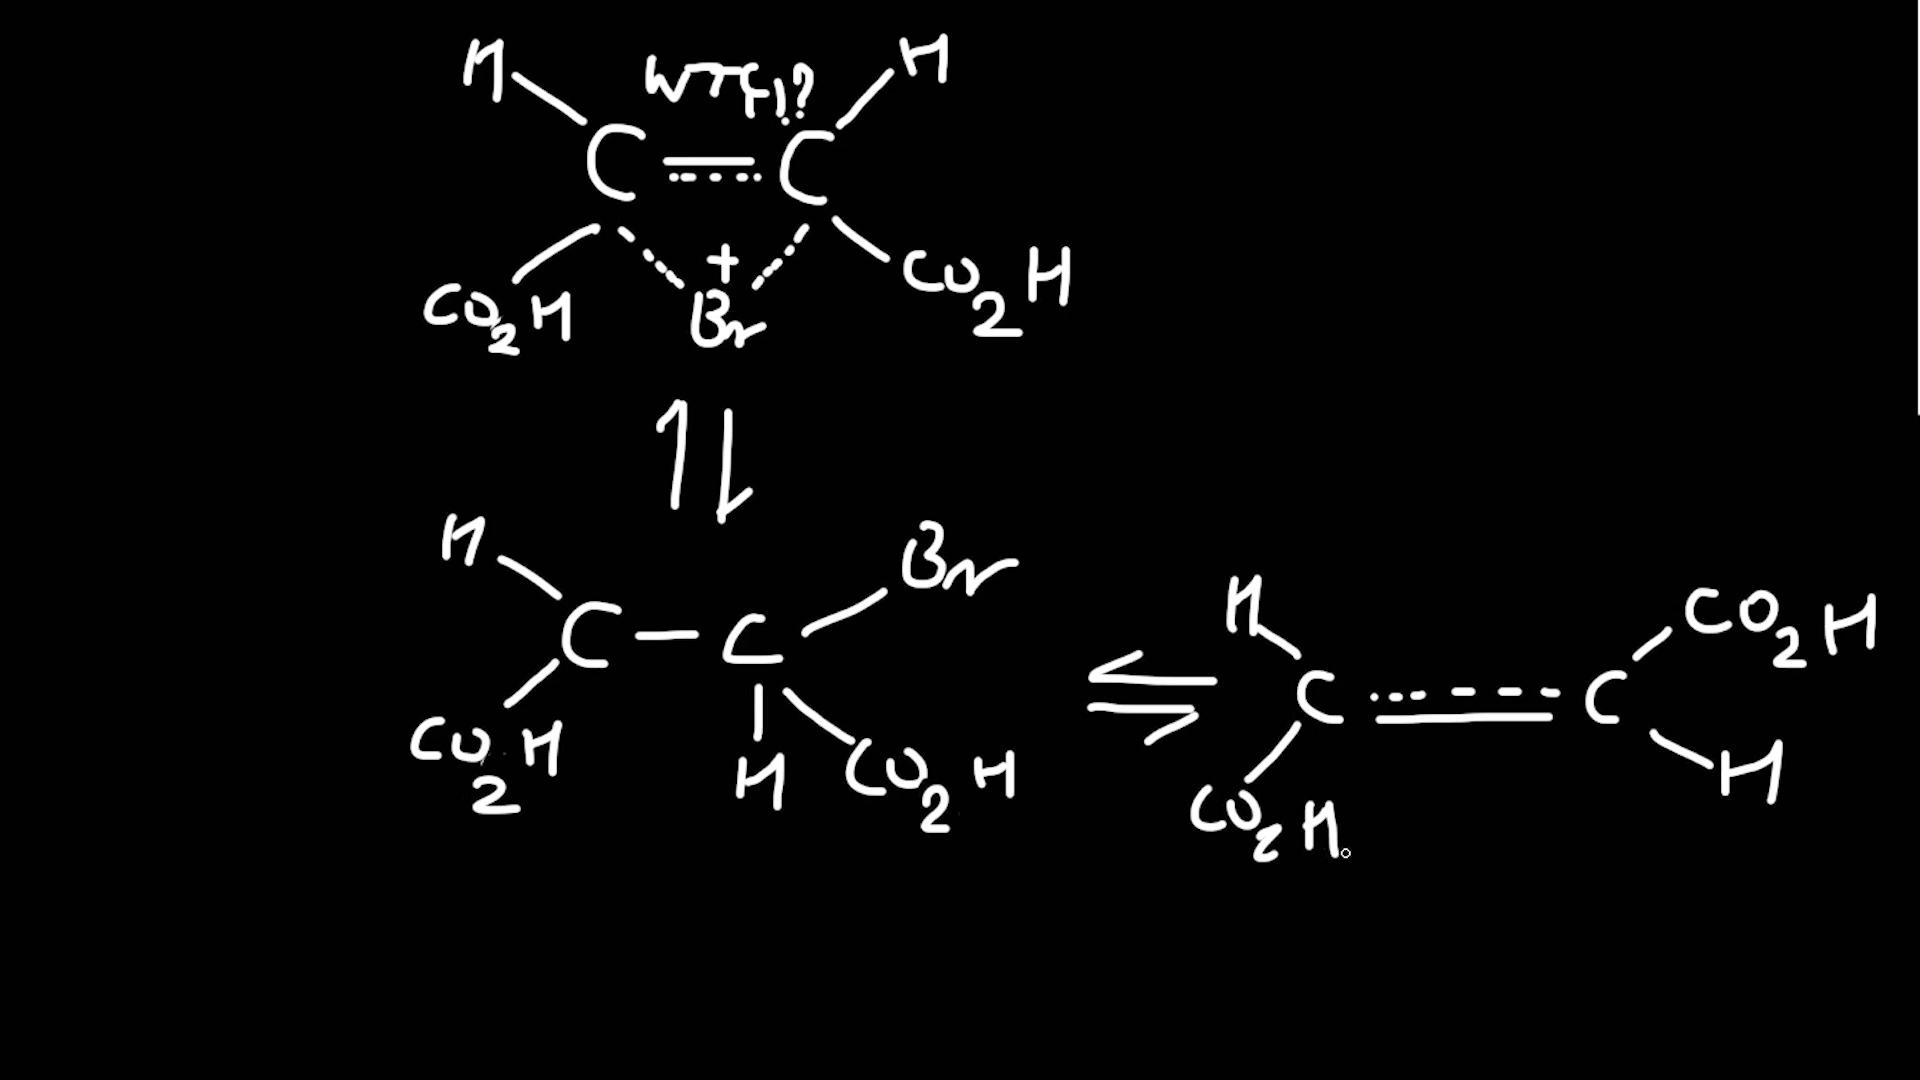 H WTF!? H
C C
+
CO2H Br CO2H
H Br
C C
CO2H H CO2H
H CO2H
C C
CO2H H